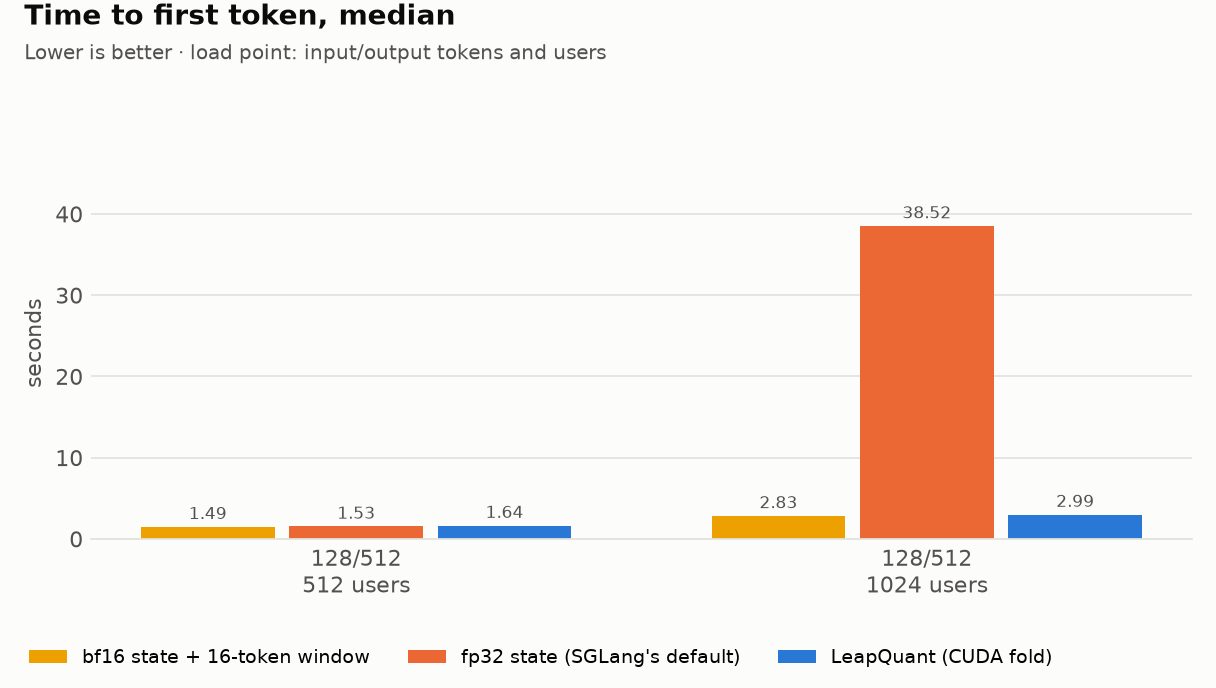 Time to first token, median
Lower is better · load point: input/output tokens and users
seconds
40
30
20
10
0
38.52
1.49
1.53
1.64
2.83
2.99
128/512
512 users
128/512
1024 users
bf16 state + 16-token window
fp32 state (SGLang's default)
LeapQuant (CUDA fold)